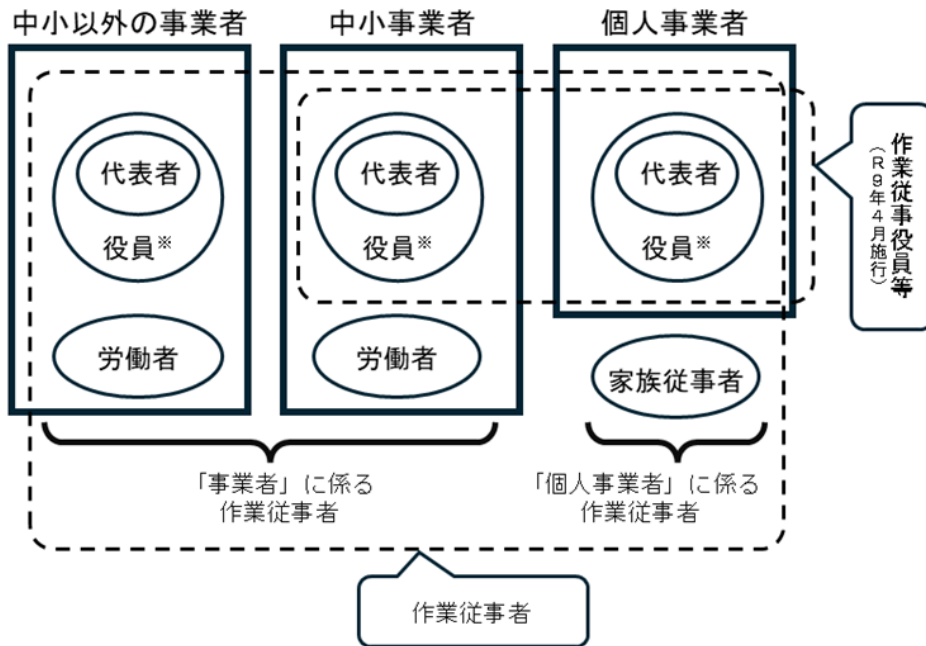 中小以外の事業者
中小事業者
個人事業者
代表者
役員※
労働者
代表者
役員※
労働者
代表者
役員※
家族従事者
作業従事役員等
（R9年4月施行）
「事業者」に係る
作業従事者
「個人事業者」に係る
作業従事者
作業従事者